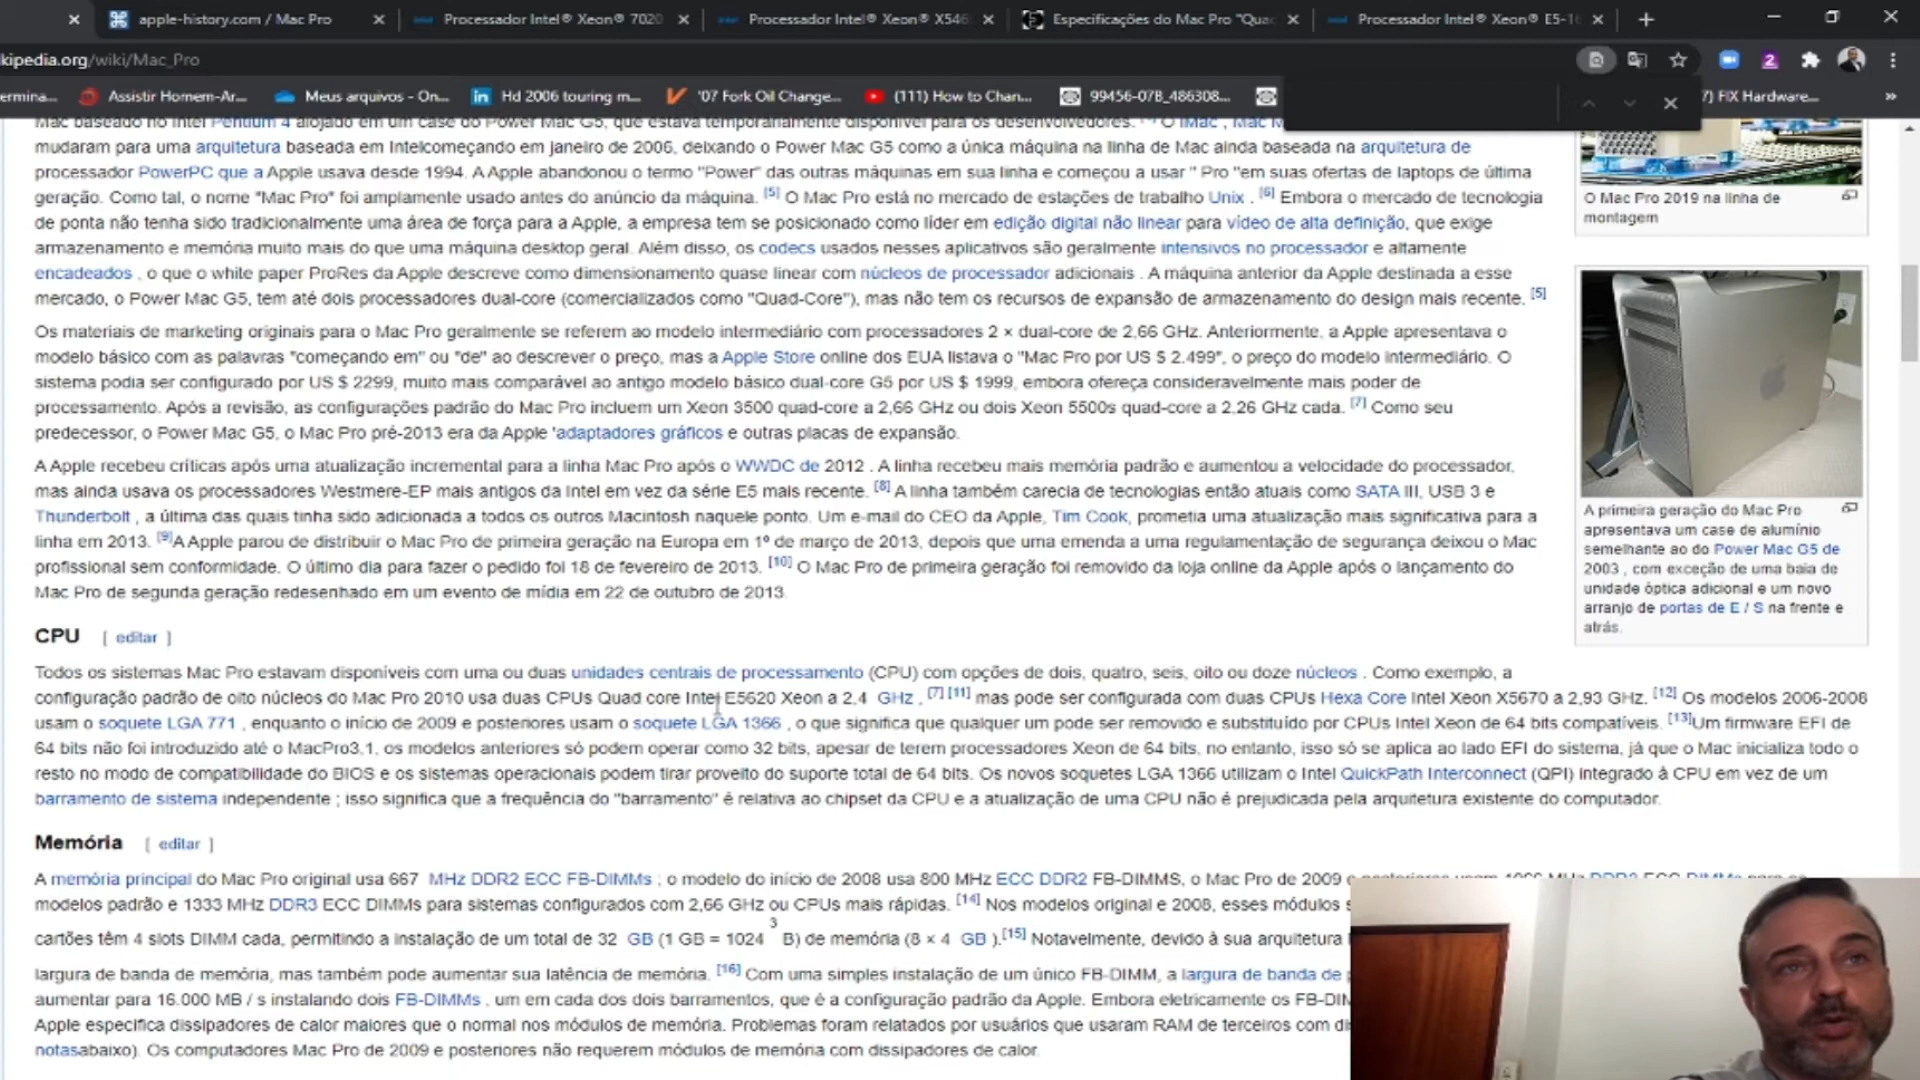 apple-history.com / Mac Pro
Processador Intel® Xeon® 7020
Processador Intel® Xeon® X546
Especificações do Mac Pro "Qua
Processador Intel® Xeon® E5-1
kipedia.org/wiki/Mac_Pro
ermina...
Assistir Homem-Ar...
Meus arquivos - On...
Hd 2006 touring m...
'07 Fork Oil Change...
(111) How to Chan...
99456-07B_486308...
FIX Hardware...
Mac baseado no Intel Pentium 4 alojado em um case do Power Mac G5, que estava temporariamente disponível para os desenvolvedores. O iMac , Mac M
mudaram para uma arquitetura baseada em Intelcomeçando em janeiro de 2006, deixando o Power Mac G5 como a única máquina na linha de Mac ainda baseada na arquitetura de
processador PowerPC que a Apple usava desde 1994. A Apple abandonou o termo "Power" das outras máquinas em sua linha e começou a usar " Pro "em suas ofertas de laptops de última
geração. Como tal, o nome "Mac Pro" foi amplamente usado antes do anúncio da máquina. [5] O Mac Pro está no mercado de estações de trabalho Unix . [6] Embora o mercado de tecnologia
de ponta não tenha sido tradicionalmente uma área de força para a Apple, a empresa tem se posicionado como líder em edição digital não linear para vídeo de alta definição, que exige
armazenamento e memória muito mais do que uma máquina desktop geral. Além disso, os codecs usados nesses aplicativos são geralmente intensivos no processador e altamente
encadeados , o que o white paper ProRes da Apple descreve como dimensionamento quase linear com núcleos de processador adicionais . A máquina anterior da Apple destinada a esse
mercado, o Power Mac G5, tem até dois processadores dual-core (comercializados como "Quad-Core"), mas não tem os recursos de expansão de armazenamento do design mais recente. [5]
Os materiais de marketing originais para o Mac Pro geralmente se referem ao modelo intermediário com processadores 2 × dual-core de 2,66 GHz. Anteriormente, a Apple apresentava o
modelo básico com as palavras "começando em" ou "de" ao descrever o preço, mas a Apple Store online dos EUA listava o "Mac Pro por US $ 2.499", o preço do modelo intermediário. O
sistema podia ser configurado por US $ 2299, muito mais comparável ao antigo modelo básico dual-core G5 por US $ 1999, embora ofereça consideravelmente mais poder de
processamento. Após a revisão, as configurações padrão do Mac Pro incluem um Xeon 3500 quad-core a 2,66 GHz ou dois Xeon 5500s quad-core a 2,26 GHz cada. [7] Como seu
predecessor, o Power Mac G5, o Mac Pro pré-2013 era da Apple 'adaptadores gráficos e outras placas de expansão.
A Apple recebeu críticas após uma atualização incremental para a linha Mac Pro após o WWDC de 2012 . A linha recebeu mais memória padrão e aumentou a velocidade do processador,
mas ainda usava os processadores Westmere-EP mais antigos da Intel em vez da série E5 mais recente. [8] A linha também carecia de tecnologias então atuais como SATA III, USB 3 e
Thunderbolt , a última das quais tinha sido adicionada a todos os outros Macintosh naquele ponto. Um e-mail do CEO da Apple, Tim Cook, prometia uma atualização mais significativa para a
linha em 2013. [9]A Apple parou de distribuir o Mac Pro de primeira geração na Europa em 1º de março de 2013, depois que uma emenda a uma regulamentação de segurança deixou o Mac
profissional sem conformidade. O último dia para fazer o pedido foi 18 de fevereiro de 2013. [10] O Mac Pro de primeira geração foi removido da loja online da Apple após o lançamento do
Mac Pro de segunda geração redesenhado em um evento de mídia em 22 de outubro de 2013.
O Mac Pro 2019 na linha de
montagem
A primeira geração do Mac Pro
apresentava um case de alumínio
semelhante ao do Power Mac G5 de
2003 , com exceção de uma baia de
unidade óptica adicional e um novo
arranjo de portas de E / S na frente e
atrás.
CPU [ editar ]
Todos os sistemas Mac Pro estavam disponíveis com uma ou duas unidades centrais de processamento (CPU) com opções de dois, quatro, seis, oito ou doze núcleos . Como exemplo, a
configuração padrão de oito núcleos do Mac Pro 2010 usa duas CPUs Quad core Intel E5620 Xeon a 2,4 GHz , [7] [11] mas pode ser configurada com duas CPUs Hexa Core Intel Xeon X5670 a 2,93 GHz. [12] Os modelos 2006-2008
usam o soquete LGA 771 , enquanto o início de 2009 e posteriores usam o soquete LGA 1366 , o que significa que qualquer um pode ser removido e substituído por CPUs Intel Xeon de 64 bits compatíveis. [13]Um firmware EFI de
64 bits não foi introduzido até o MacPro3,1, os modelos anteriores só podem operar como 32 bits, apesar de terem processadores Xeon de 64 bits, no entanto, isso só se aplica ao lado EFI do sistema, já que o Mac inicializa todo o
resto no modo de compatibilidade do BIOS e os sistemas operacionais podem tirar proveito do suporte total de 64 bits. Os novos soquetes LGA 1366 utilizam o Intel QuickPath Interconnect (QPI) integrado à CPU em vez de um
barramento de sistema independente ; isso significa que a frequência do "barramento" é relativa ao chipset da CPU e a atualização de uma CPU não é prejudicada pela arquitetura existente do computador.
Memória [ editar ]
A memória principal do Mac Pro original usa 667 MHz DDR2 ECC FB-DIMMs ; o modelo do início de 2008 usa 800 MHz ECC DDR2 FB-DIMMS, o Mac Pro de 2009 e
modelos padrão e 1333 MHz DDR3 ECC DIMMs para sistemas configurados com 2,66 GHz ou CPUs mais rápidas. [14] Nos modelos original e 2008, esses módulos s
cartões têm 4 slots DIMM cada, permitindo a instalação de um total de 32 GB (1 GB = 1024 3 B) de memória (8 × 4 GB ).[15] Notavelmente, devido à sua arquitetura
largura de banda de memória, mas também pode aumentar sua latência de memória. [16] Com uma simples instalação de um único FB-DIMM, a largura de banda de
aumentar para 16.000 MB / s instalando dois FB-DIMMs , um em cada dos dois barramentos, que é a configuração padrão da Apple. Embora eletricamente os FB-DIM
Apple especifica dissipadores de calor maiores que o normal nos módulos de memória. Problemas foram relatados por usuários que usaram RAM de terceiros com di
notasabaixo). Os computadores Mac Pro de 2009 e posteriores não requerem módulos de memória com dissipadores de calor.